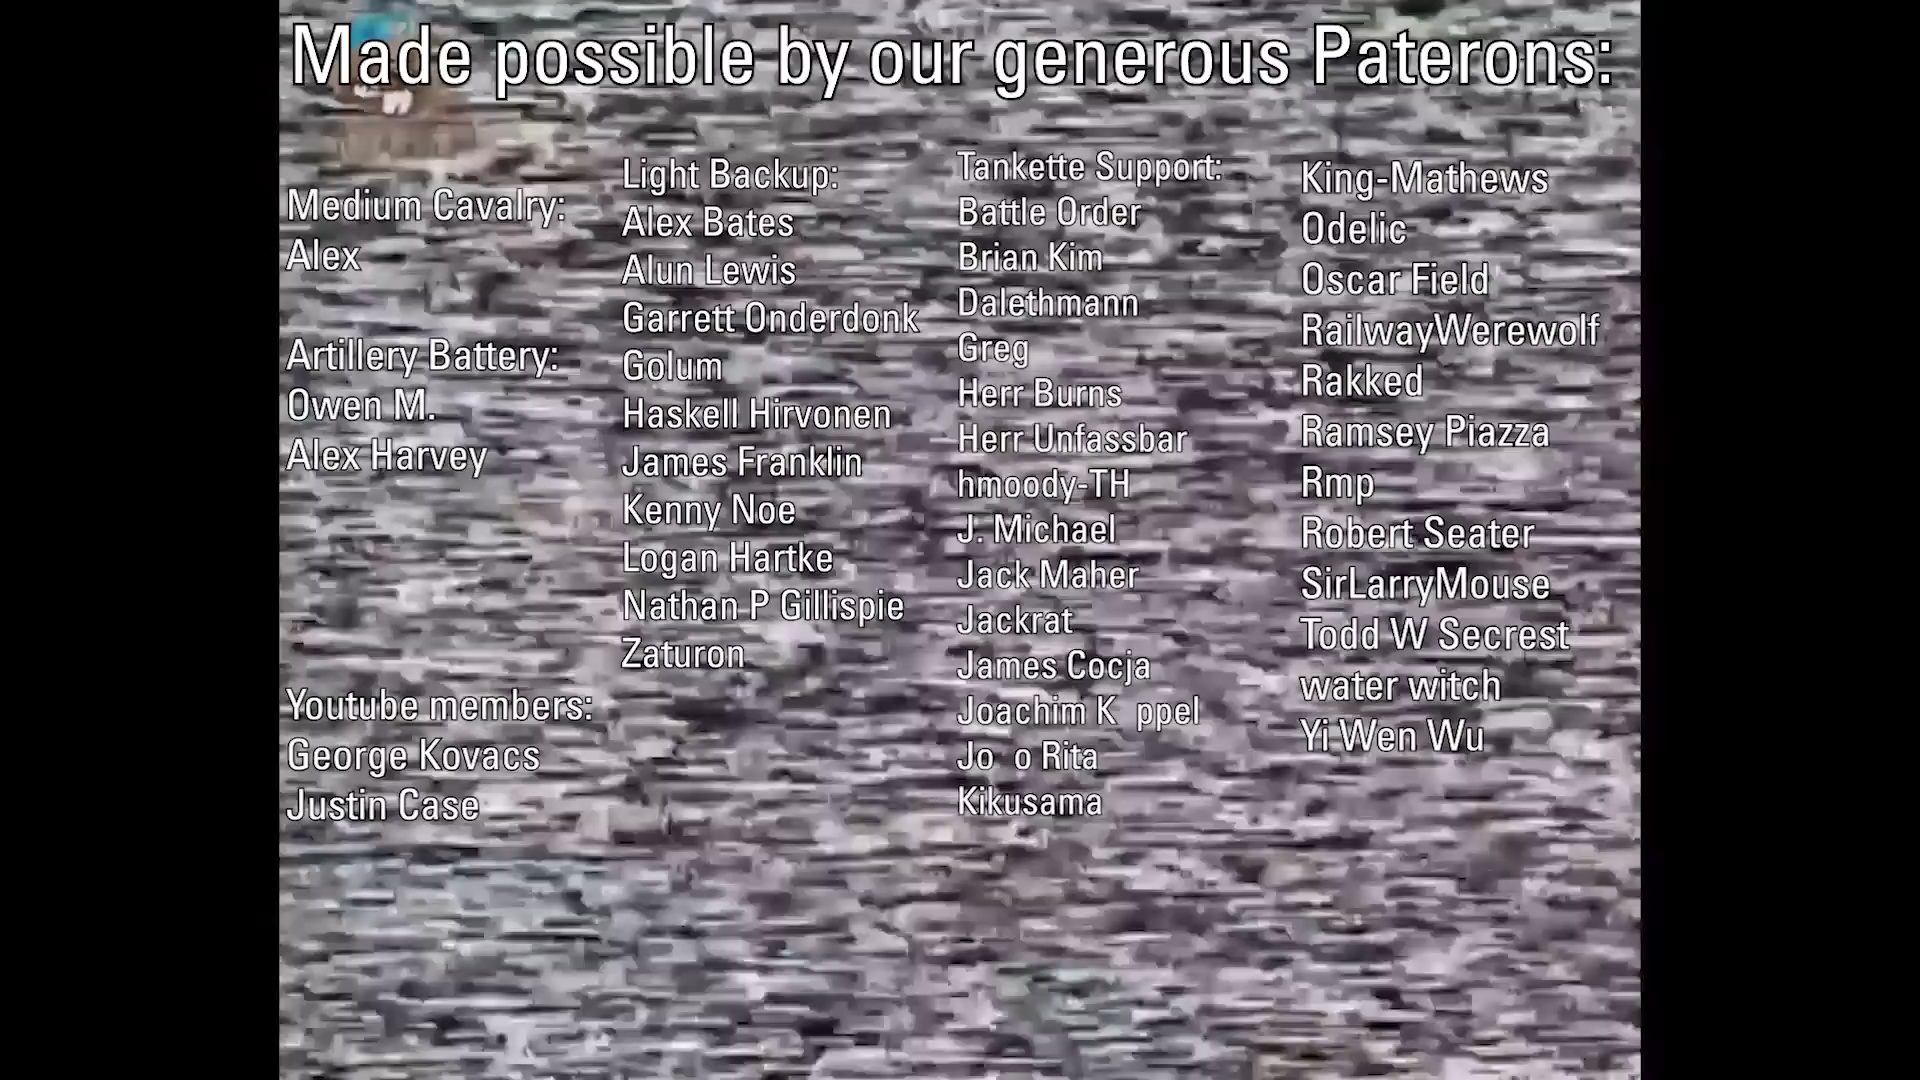 Made possible by our generous Paterons:
Medium Cavalry:
Alex
Artillery Battery:
Owen M.
Alex Harvey
Youtube members:
George Kovacs
Justin Case
Light Backup:
Alex Bates
Alun Lewis
Garrett Onderdonk
Golum
Haskell Hirvonen
James Franklin
Kenny Noe
Logan Hartke
Nathan P Gillispie
Zaturon
Tankette Support:
Battle Order
Brian Kim
Dalethmann
Greg
Herr Burns
Herr Unfassbar
hmoody-TH
J. Michael
Jack Maher
Jackrat
James Cocja
Joachim K  ppel
Jo  o Rita
Kikusama
King-Mathews
Odelic
Oscar Field
RailwayWerewolf
Rakked
Ramsey Piazza
Rmp
Robert Seater
SirLarryMouse
Todd W Secrest
water witch
Yi Wen Wu